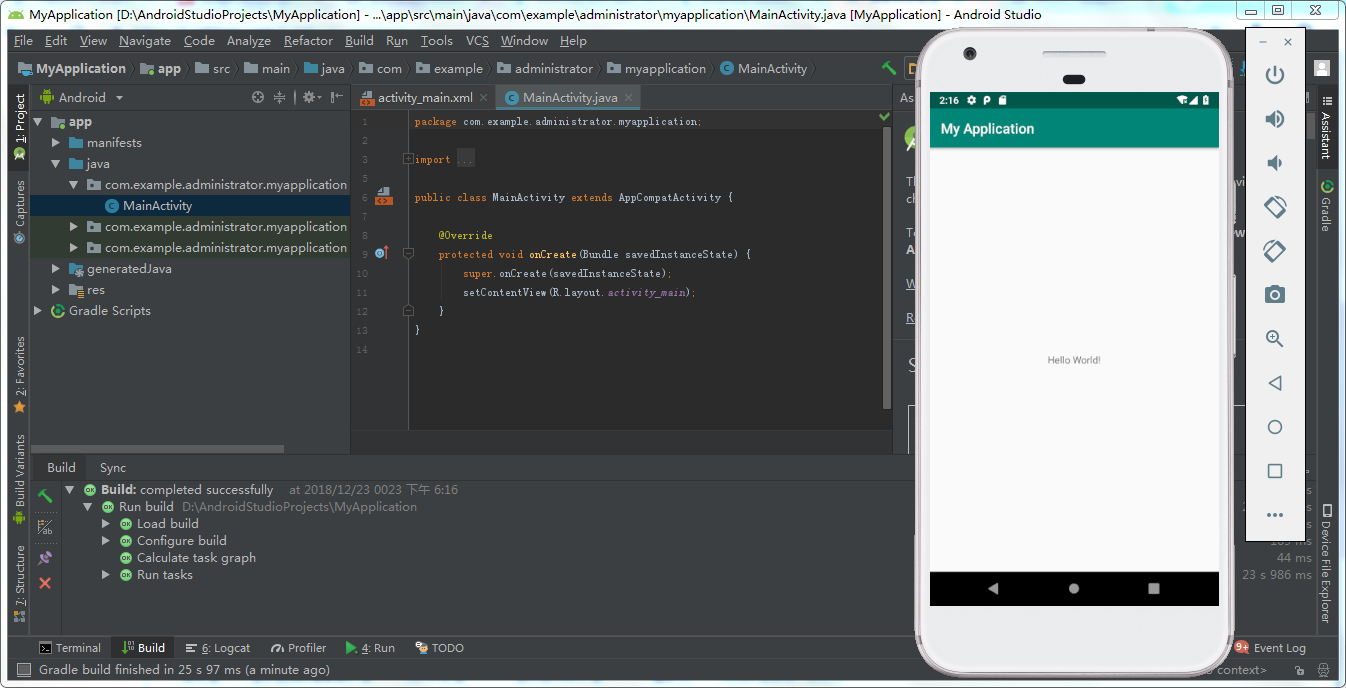 MyApplication [D:\AndroidStudioProjects\MyApplication] - ...\app\src\main\java\com\example\administrator\myapplication\MainActivity.java [MyApplication] - Android Studio
File Edit View Navigate Code Analyze Refactor Build Run Tools VCS Window Help
MyApplication app src main java com example administrator myapplication MainActivity
1: Project
Captures
2: Favorites
Build Variants
7: Structure
Android
app
manifests
java
com.example.administrator.myapplication
MainActivity
com.example.administrator.myapplication
com.example.administrator.myapplication
generatedJava
res
Gradle Scripts
activity_main.xml MainActivity.java
1 package com.example.administrator.myapplication;
2
3 import ...
5
6 public class MainActivity extends AppCompatActivity {
7
8 @Override
9 protected void onCreate(Bundle savedInstanceState) {
10 super.onCreate(savedInstanceState);
11 setContentView(R.layout.activity_main);
12 }
13 }
14
As
2:16
My Application
Hello World!
Assistant
Gradle
Device File Explorer
Build Sync
Build: completed successfully at 2018/12/23 0023 下午 6:16
Run build D:\AndroidStudioProjects\MyApplication
Load build
Configure build
Calculate task graph
Run tasks
44 ms
23 s 986 ms
Terminal Build 6: Logcat Profiler 4: Run TODO
9+ Event Log
Gradle build finished in 25 s 97 ms (a minute ago)
context>